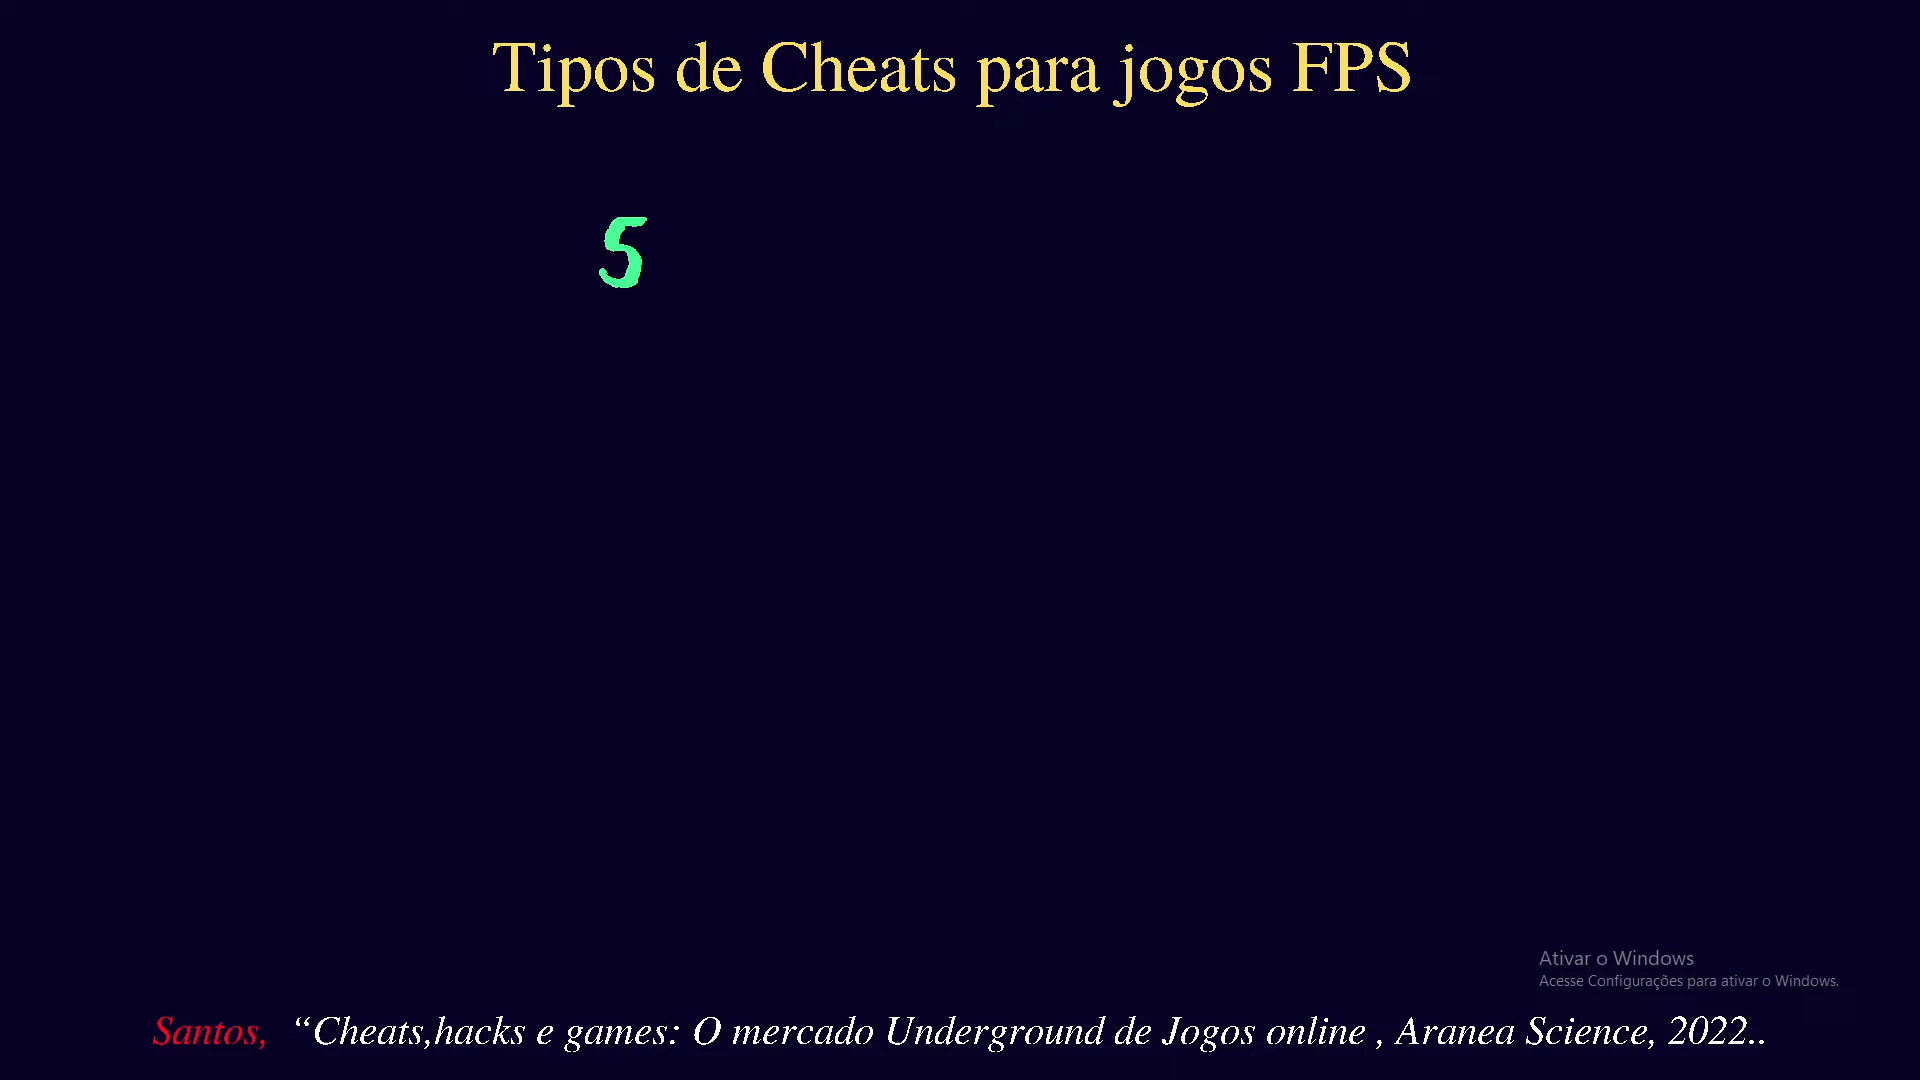 Tipos de Cheats para jogos FPS
5
Ativar o Windows
Acesse Configurações para ativar o Windows.
Santos, “Cheats,hacks e games: O mercado Underground de Jogos online , Aranea Science, 2022..